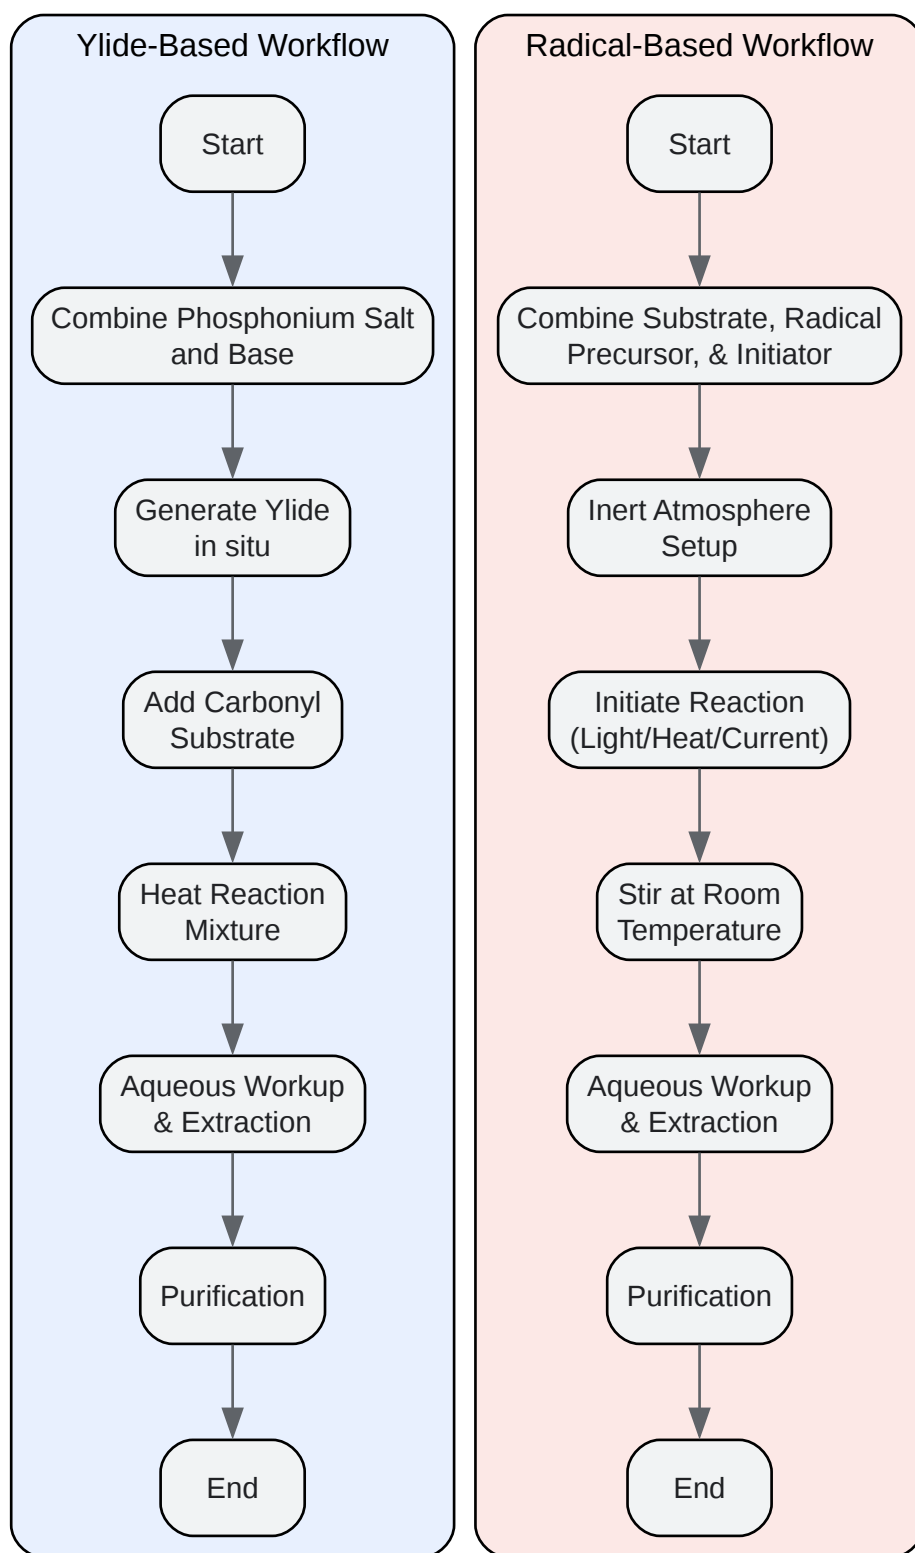 Ylide-Based Workflow
Start
Combine Phosphonium Salt
and Base
Generate Ylide
in situ
Add Carbonyl
Substrate
Heat Reaction
Mixture
Aqueous Workup
& Extraction
Purification
End
Radical-Based Workflow
Start
Combine Substrate, Radical
Precursor, & Initiator
Inert Atmosphere
Setup
Initiate Reaction
(Light/Heat/Current)
Stir at Room
Temperature
Aqueous Workup
& Extraction
Purification
End